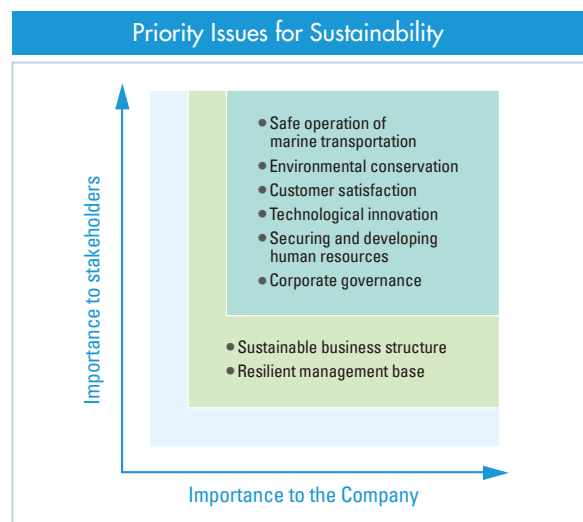 Priority Issues for Sustainability
Importance to stakeholders
● Safe operation of
marine transportation
● Environmental conservation
● Customer satisfaction
● Technological innovation
● Securing and developing
human resources
● Corporate governance
● Sustainable business structure
● Resilient management base
Importance to the Company